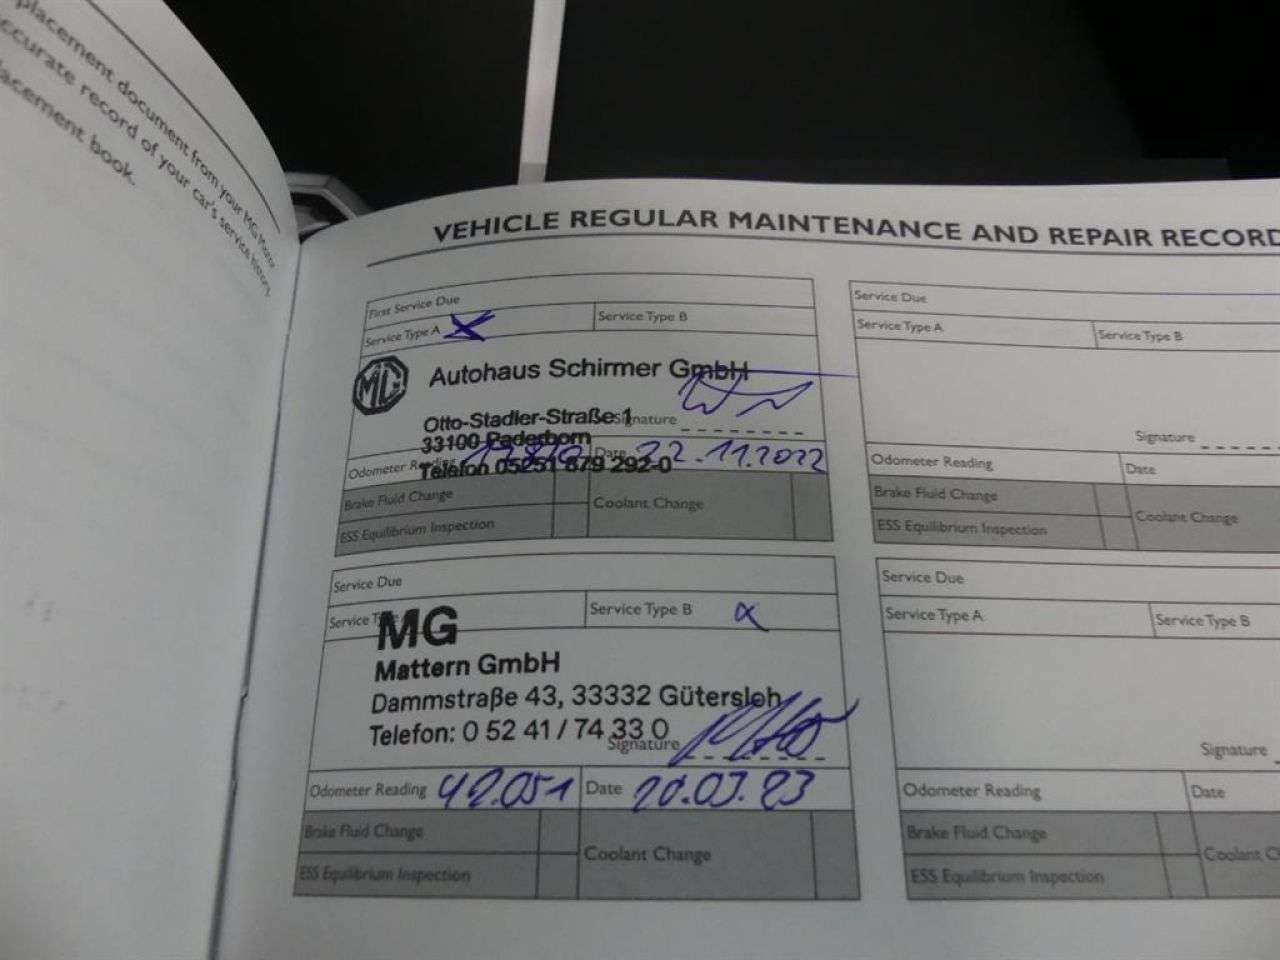 placement document from your MG Motor
accurate record of your car's service history.
placement book.
VEHICLE REGULAR MAINTENANCE AND REPAIR RECORD
First Service Due
Service Type A X
Service Type B
MG
Autohaus Schirmer GmbH
Otto-Stadler-Straße 1
Signature
33100 Paderborn
Telefon 05251 879 292-0
Odometer Reading
Date 22.11.2022
Brake Fluid Change
Coolant Change
ESS Equilibrium Inspection
Service Due
Service Type A
Service Type B
Signature
Odometer Reading
Date
Brake Fluid Change
Coolant Change
ESS Equilibrium Inspection
Service Due
Service Type B x
MG
Mattern GmbH
Dammstraße 43, 33332 Gütersloh
Telefon: 0 52 41 / 74 33 0
Signature
Odometer Reading 42.051
Date 20.03.23
Brake Fluid Change
Coolant Change
ESS Equilibrium Inspection
Service Due
Service Type A
Service Type B
Signature
Odometer Reading
Date
Brake Fluid Change
Coolant C
ESS Equilibrium Inspection